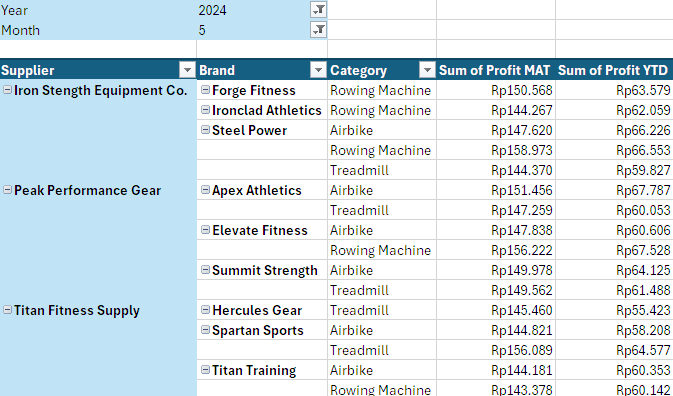 Year 2024
Month 5
Supplier Brand Category Sum of Profit MAT Sum of Profit YTD
Iron Stength Equipment Co. Forge Fitness Rowing Machine Rp150.568 Rp63.579
Ironclad Athletics Rowing Machine Rp144.267 Rp62.059
Steel Power Airbike Rp147.620 Rp66.226
Rowing Machine Rp158.973 Rp66.553
Treadmill Rp144.370 Rp59.827
Peak Performance Gear Apex Athletics Airbike Rp151.456 Rp67.787
Treadmill Rp147.259 Rp60.053
Elevate Fitness Airbike Rp147.838 Rp60.606
Rowing Machine Rp156.222 Rp67.528
Summit Strength Airbike Rp149.978 Rp64.125
Treadmill Rp149.562 Rp61.488
Titan Fitness Supply Hercules Gear Treadmill Rp145.460 Rp55.423
Spartan Sports Airbike Rp144.821 Rp58.208
Treadmill Rp156.089 Rp64.577
Titan Training Airbike Rp144.181 Rp60.353
Rowing Machine Rp143.378 Rp60.142